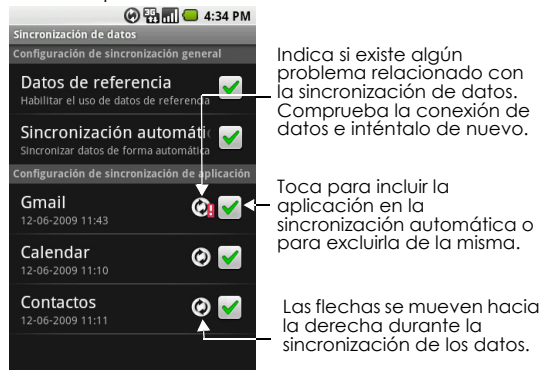 4:34 PM
Sincronización de datos
Configuración de sincronización general
Datos de referencia
Habilitar el uso de datos de referencia
Sincronización automáti
Sincronizar datos de forma automática
Configuración de sincronización de aplicación
Gmail
12-06-2009 11:43
Calendar
12-06-2009 11:10
Contactos
12-06-2009 11:11
Indica si existe algún
problema relacionado con
la sincronización de datos.
Comprueba la conexión de
datos e inténtalo de nuevo.
Toca para incluir la
aplicación en la
sincronización automática o
para excluirla de la misma.
Las flechas se mueven hacia
la derecha durante la
sincronización de los datos.